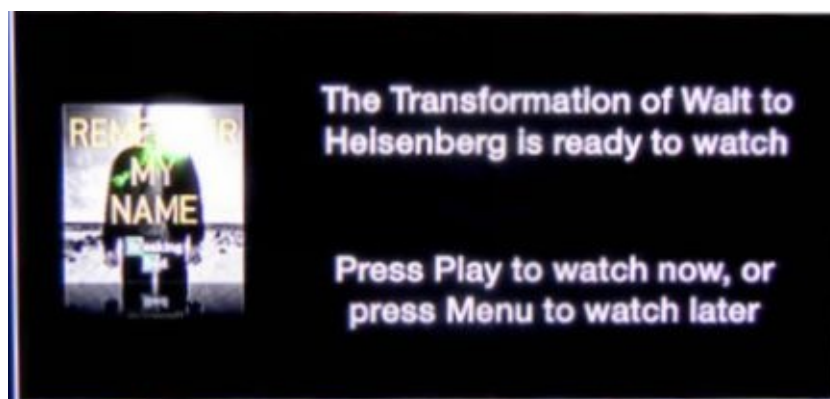 REMEMBER
MY
NAME
The Transformation of Walt to
Heisenberg is ready to watch
Press Play to watch now, or
press Menu to watch later